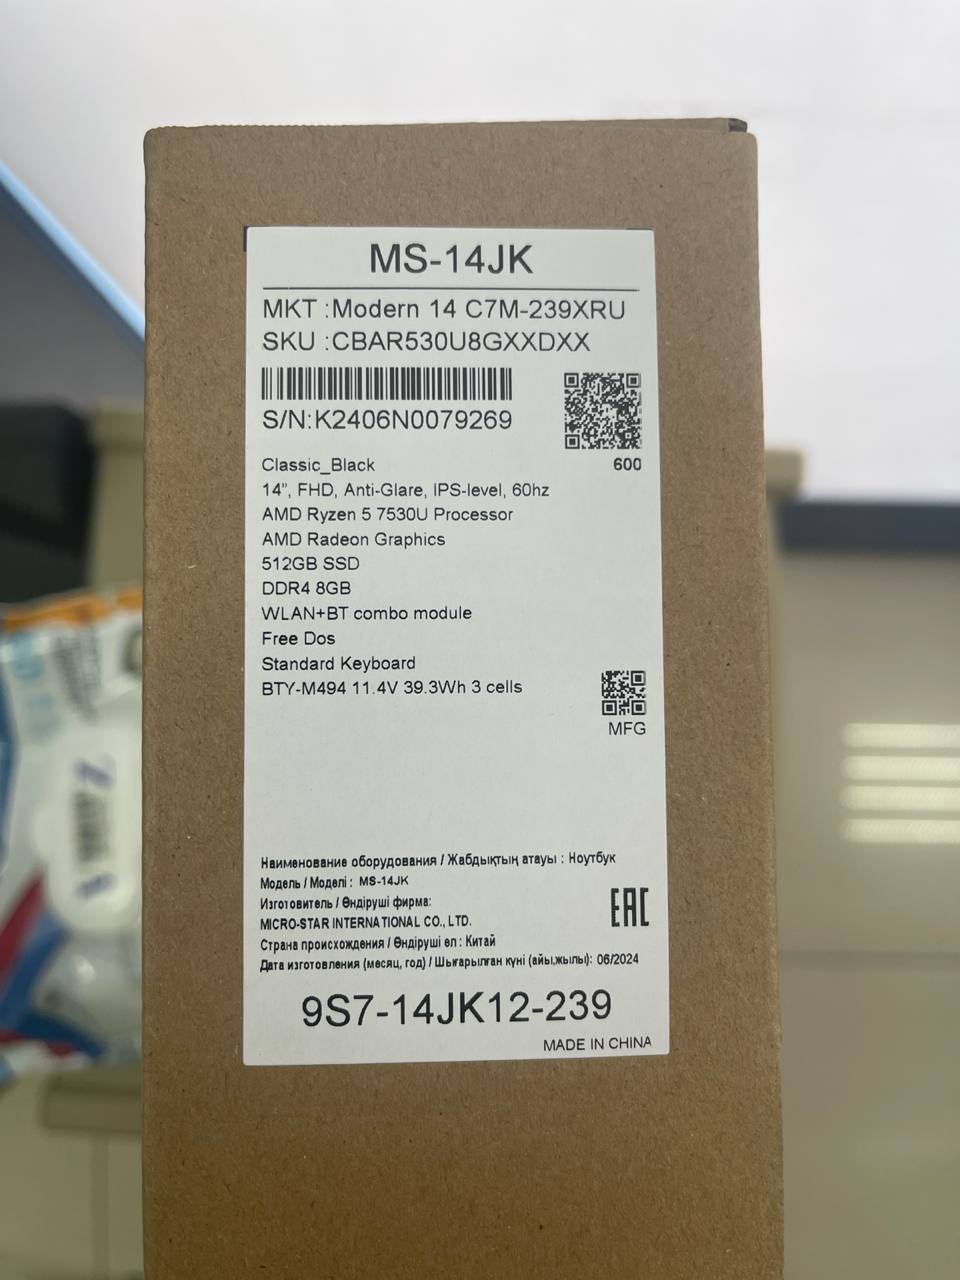 MS-14JK
MKT :Modern 14 C7M-239XRU
SKU :CBAR530U8GXXDXX
S/N:K2406N0079269
Classic_Black
600
14”, FHD, Anti-Glare, IPS-level, 60hz
AMD Ryzen 5 7530U Processor
AMD Radeon Graphics
512GB SSD
DDR4 8GB
WLAN+BT combo module
Free Dos
Standard Keyboard
BTY-M494 11.4V 39.3Wh 3 cells
MFG
Наименование оборудования / Жабдықтың атауы : Ноутбук
Модель / Моделі : MS-14JK
Изготовитель / Өндіруші фирма:
MICRO-STAR INTERNATIONAL CO., LTD.
EAC
Страна происхождения / Өндіруші ел : Китай
Дата изготовления (месяц, год) / Шығарылған күні (айы,жылы): 06/2024
9S7-14JK12-239
MADE IN CHINA